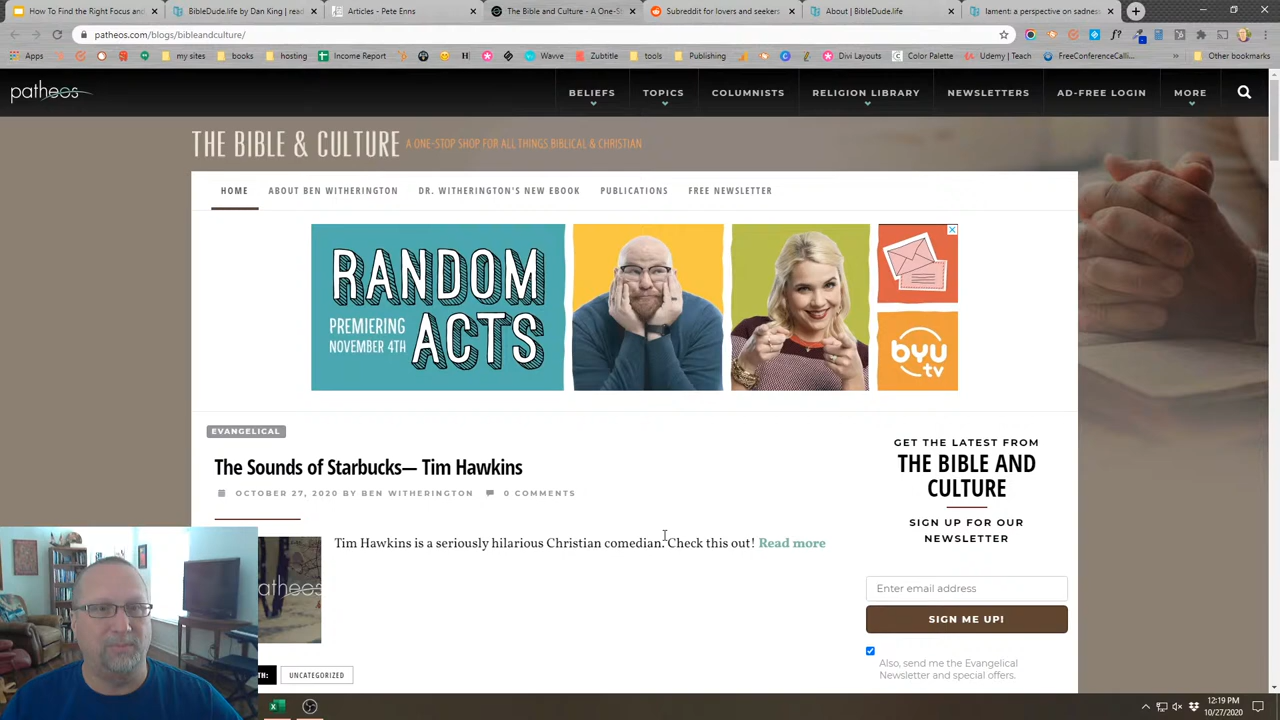 How To Find the Right Focus and
BibleDude.life by Dan King | Real
Articles - Pete Enns
The Bible and Culture - A One-St
BibleDude for lovers and seekers
About | BibleDude.life
lament: a perspective on sadness
patheos.com/blogs/bibleandculture/
Apps
my sites
books
hosting
Income Report
Wavve
Zubtitle
tools
Publishing
Divi Layouts
Color Palette
Udemy Teach
FreeConferenceCall
Other Bookmarks
patheos
BELIEFS
TOPICS
COLUMNISTS
RELIGION LIBRARY
NEWSLETTERS
AD-FREE LOGIN
MORE
THE BIBLE & CULTURE A ONE-STOP SHOP FOR ALL THINGS BIBLICAL & CHRISTIAN
HOME
ABOUT BEN WITHERINGTON
DR. WITHERINGTON'S NEW EBOOK
PUBLICATIONS
FREE NEWSLETTER
RANDOM
PREMIERING
NOVEMBER 4TH
ACTS
byu
tv
EVANGELICAL
The Sounds of Starbucks— Tim Hawkins
OCTOBER 27, 2020 BY BEN WITHERINGTON
0 COMMENTS
Tim Hawkins is a seriously hilarious Christian comedian. Check this out! Read more
patheos
TH:
UNCATEGORIZED
GET THE LATEST FROM
THE BIBLE AND
CULTURE
SIGN UP FOR OUR
NEWSLETTER
Enter email address
SIGN ME UP!
Also, send me the Evangelical
Newsletter and special offers.
12:19 PM
10/27/2020